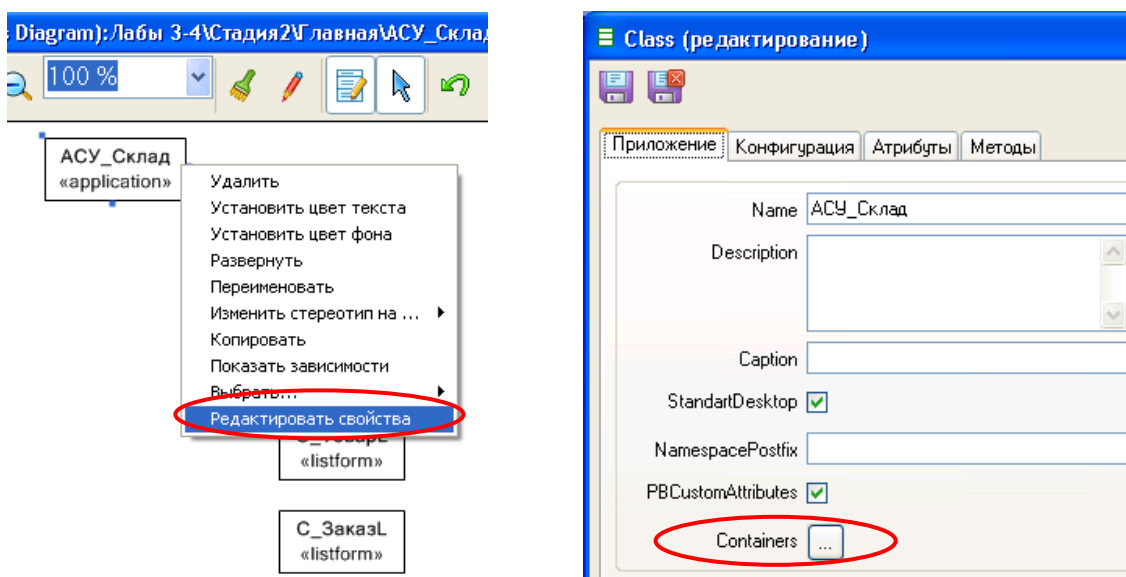 s Diagram):Лабы 3-4\Стадия2\Главная\АСУ_Склад
100 %
АСУ_Склад
«application»
Удалить
Установить цвет текста
Установить цвет фона
Развернуть
Переименовать
Изменить стереотип на ...
Копировать
Показать зависимости
Выбрать...
Редактировать свойства
С_ТоварL
«listform»
С_ЗаказL
«listform»
Class (редактирование)
Приложение Конфигурация Атрибуты Методы
Name АСУ_Склад
Description
Caption
StandartDesktop
NamespacePostfix
PBCustomAttributes
Containers ...